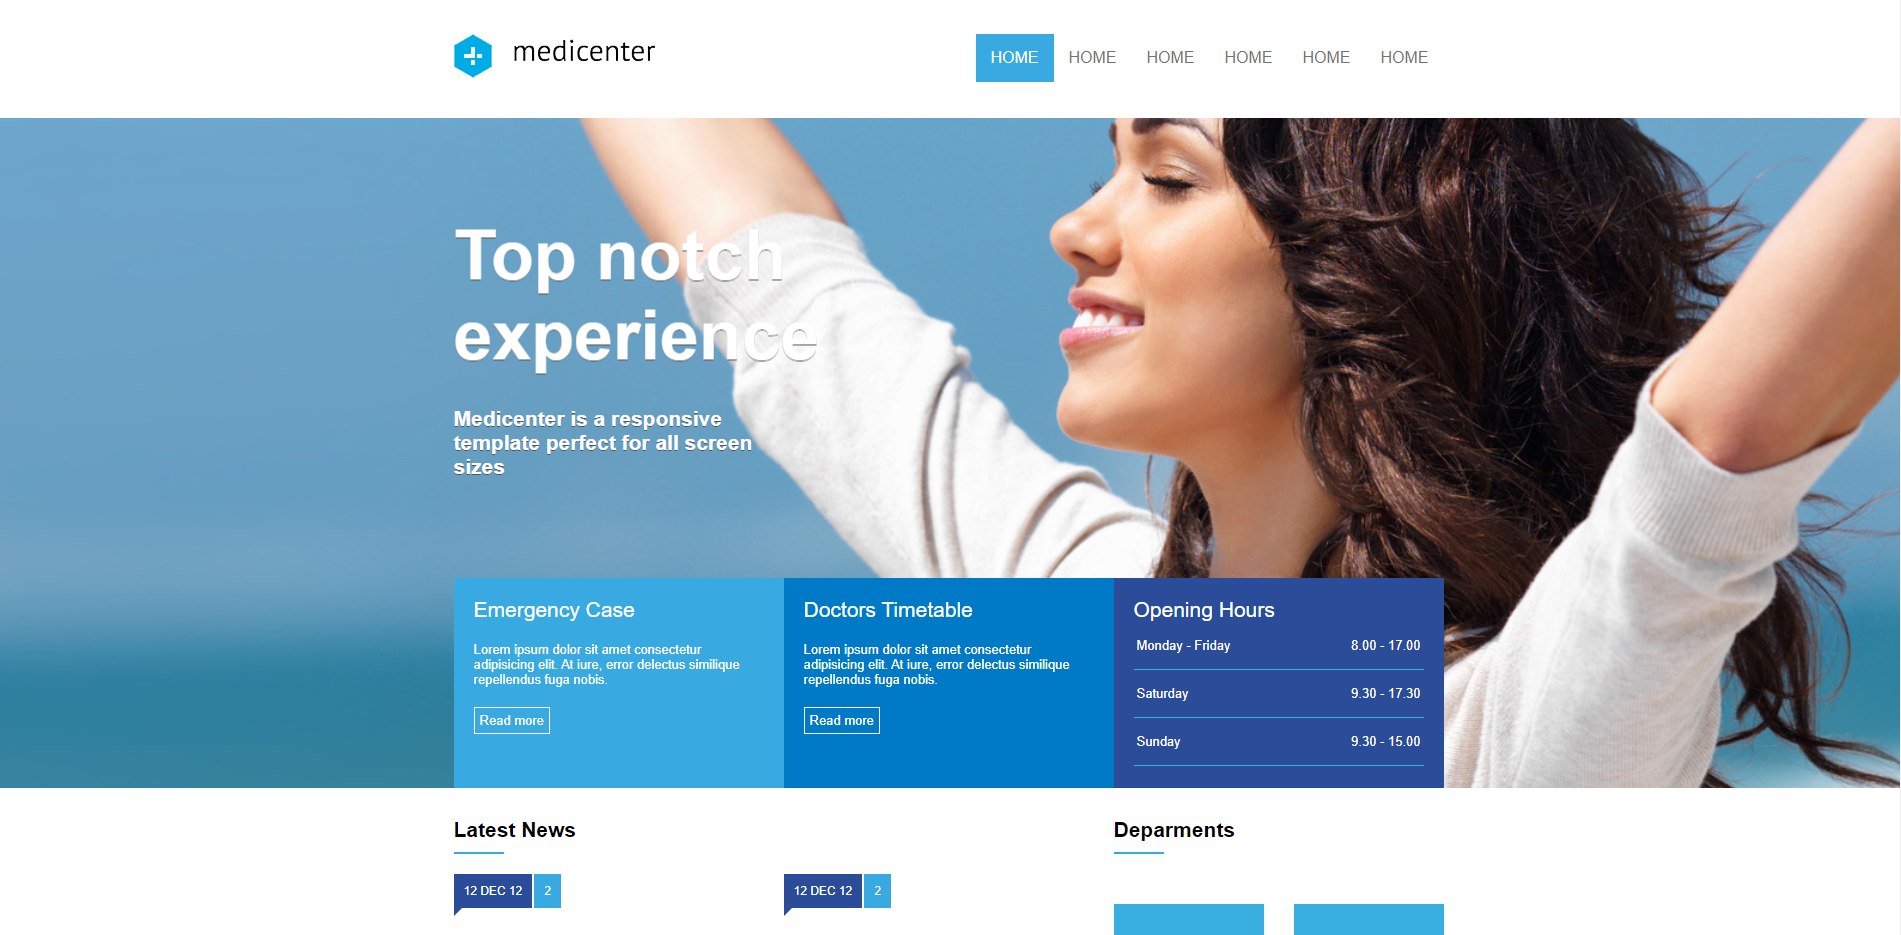 medicenter
HOME HOME HOME HOME HOME HOME
Top notch
experience
Medicenter is a responsive
template perfect for all screen
sizes
Emergency Case
Lorem ipsum dolor sit amet consectetur
adipisicing elit. At iure, error delectus similique
repellendus fuga nobis.
Read more
Doctors Timetable
Lorem ipsum dolor sit amet consectetur
adipisicing elit. At iure, error delectus similique
repellendus fuga nobis.
Read more
Opening Hours
Monday - Friday 8.00 - 17.00
Saturday 9.30 - 17.30
Sunday 9.30 - 15.00
Latest News
12 DEC 12 2
12 DEC 12 2
Deparments